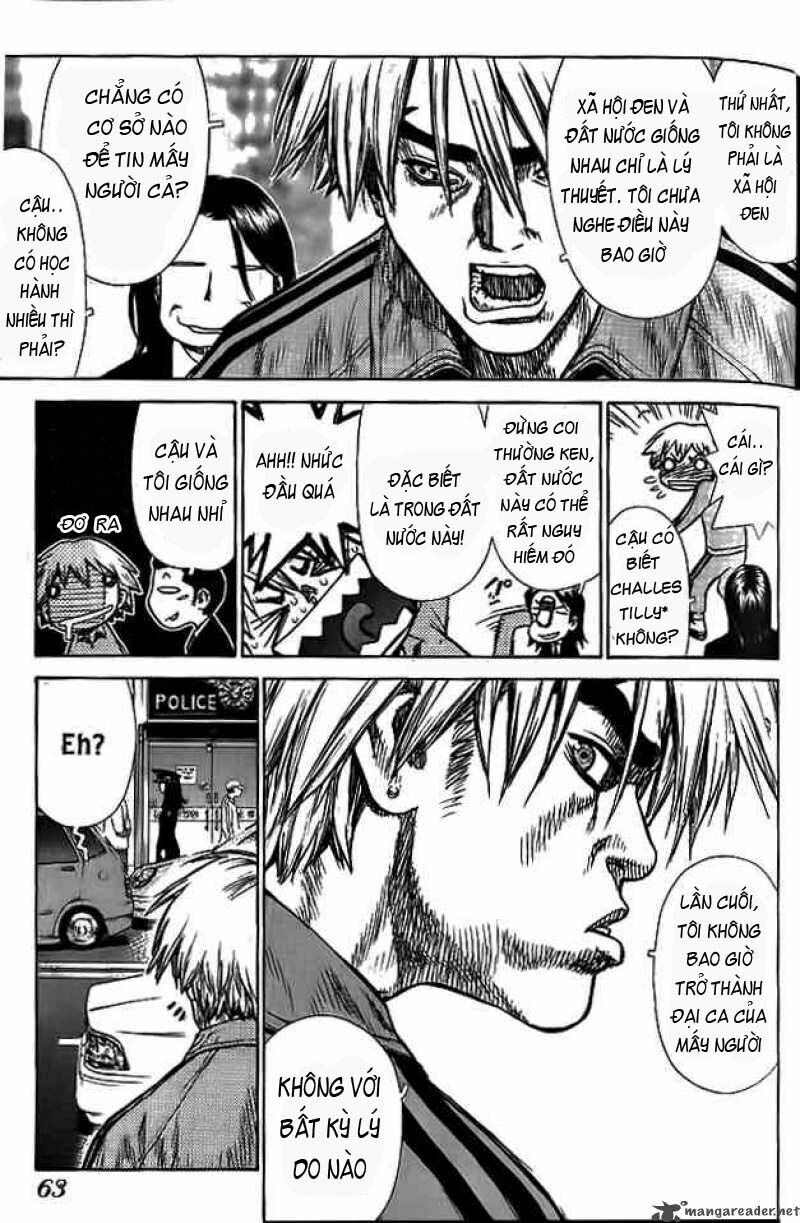 THỨ NHẤT,
TÔI KHÔNG
PHẢI LÀ
XÃ HỘI
ĐEN
XÃ HỘI ĐEN VÀ
ĐẤT NƯỚC GIỐNG
NHAU CHỈ LÀ LÝ
THUYẾT. TÔI CHƯA
NGHE ĐIỀU NÀY
BAO GIỜ
CHẲNG CÓ
CƠ SỞ NÀO
ĐỂ TIN MẤY
NGƯỜI CẢ?
CẬU..
KHÔNG
CÓ HỌC
HÀNH
NHIỀU THÌ
PHẢI?
CÁI..
CÁI GÌ?
CẬU CÓ
BIẾT
CHALLES
TILLY*
KHÔNG?
ĐỪNG COI
THƯỜNG KEN,
ĐẤT NƯỚC
NÀY CÓ THỂ
RẤT NGUY
HIỂM ĐÓ
ĐẶC BIẾT
LÀ TRONG ĐẤT
NƯỚC NÀY!
AHH!! NHỨC
ĐẦU QUÁ
CẬU VÀ
TÔI GIỐNG
NHAU NHỈ
ĐƠ RA
LẦN CUỐI,
TÔI KHÔNG
BAO GIỜ
TRỞ THÀNH
ĐẠI CA CỦA
MẤY NGƯỜI
KHÔNG VỚI
BẤT KỲ LÝ
DO NÀO
POLICE
Eh?
63
mangareader.net